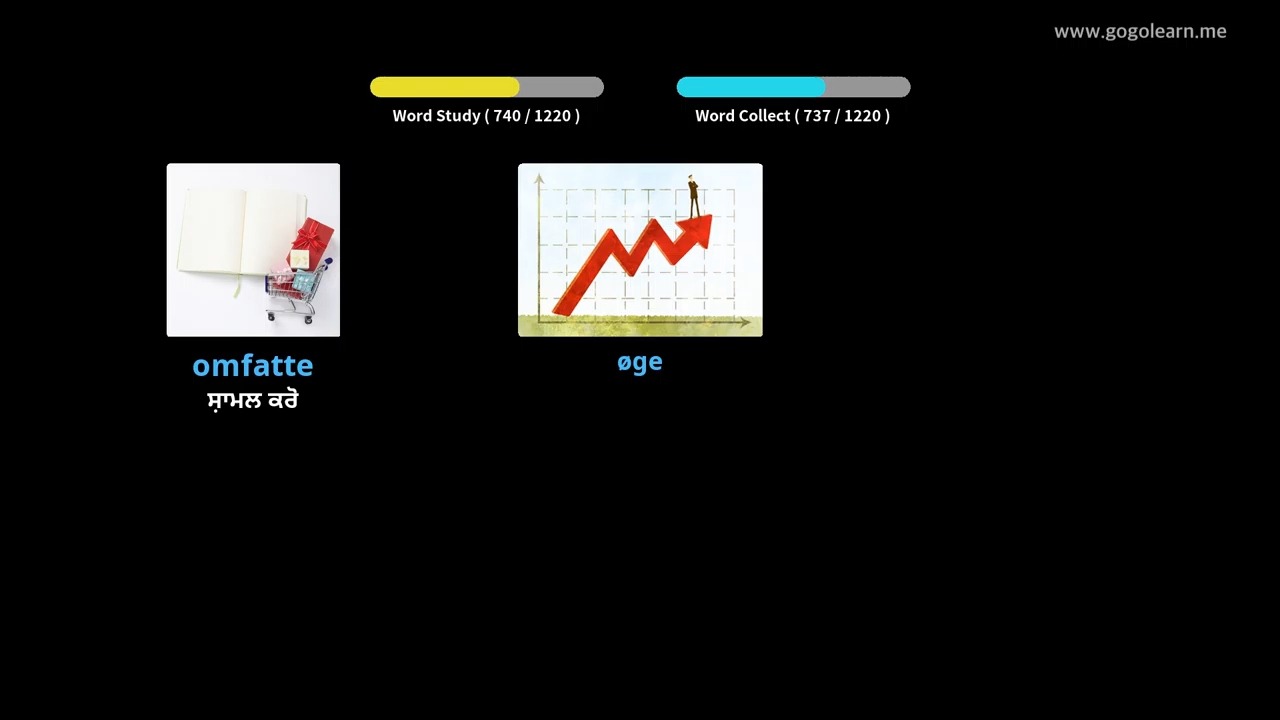 www.gogolearn.me
Word Study ( 740 / 1220 )
Word Collect ( 737 / 1220 )
omfatte
ਸ਼ਾਮਲ ਕਰੋ
øge